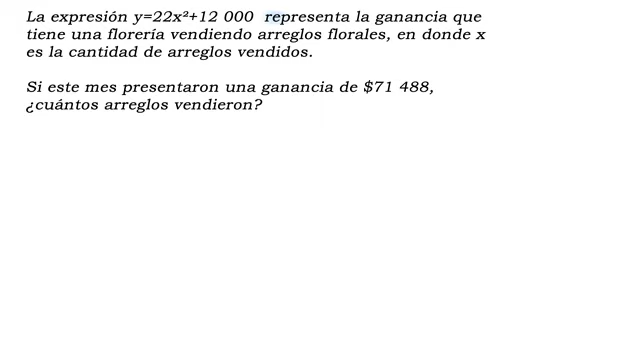 La expresión y=22x²+12 000 representa la ganancia que
tiene una florería vendiendo arreglos florales, en donde x
es la cantidad de arreglos vendidos.
Si este mes presentaron una ganancia de $71 488,
¿cuántos arreglos vendieron?